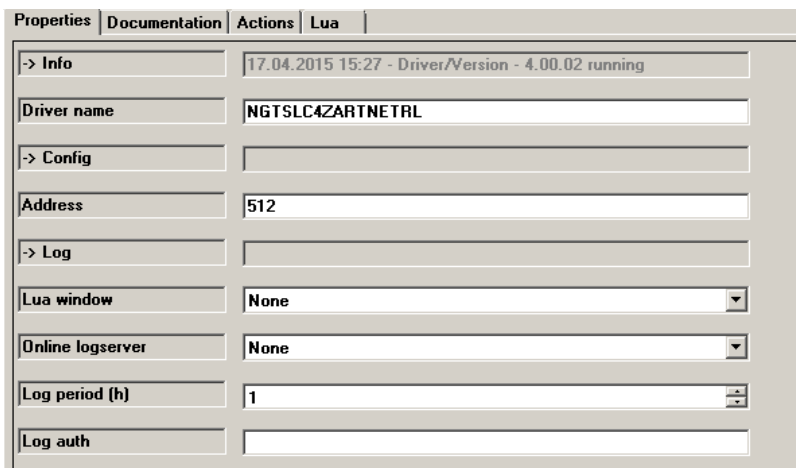 Properties Documentation Actions Lua
-> Info 17.04.2015 15:27 - Driver/Version - 4.00.02 running
Driver name NGTSLC4ZARTNETRL
-> Config
Address 512
-> Log
Lua window None
Online logserver None
Log period (h) 1
Log auth